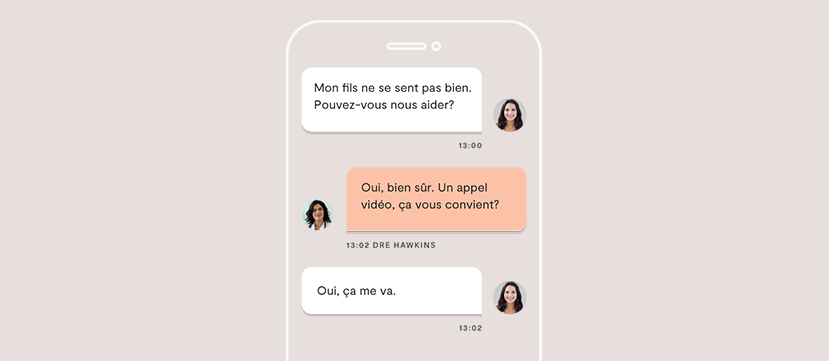 Mon fils ne se sent pas bien.
Pouvez-vous nous aider?
13:00
Oui, bien sûr. Un appel
vidéo, ça vous convient?
13:02 DRE HAWKINS
Oui, ça me va.
13:02